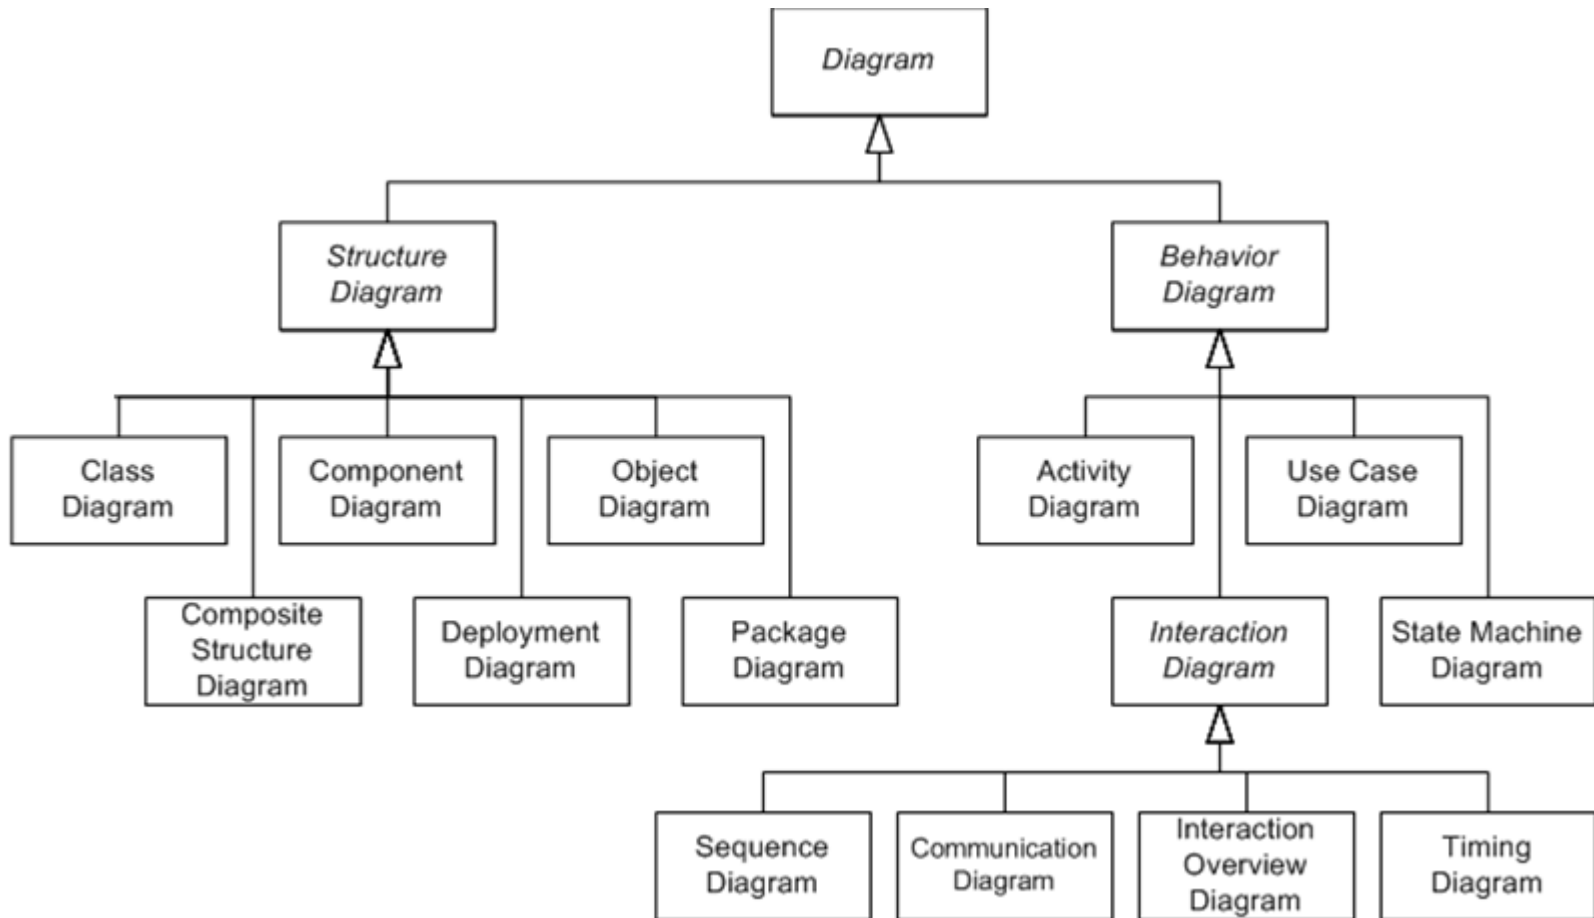 Diagram
Structure
Diagram
Behavior
Diagram
Class
Diagram
Component
Diagram
Object
Diagram
Activity
Diagram
Use Case
Diagram
Composite
Structure
Diagram
Deployment
Diagram
Package
Diagram
Interaction
Diagram
State Machine
Diagram
Sequence
Diagram
Communication
Diagram
Interaction
Overview
Diagram
Timing
Diagram